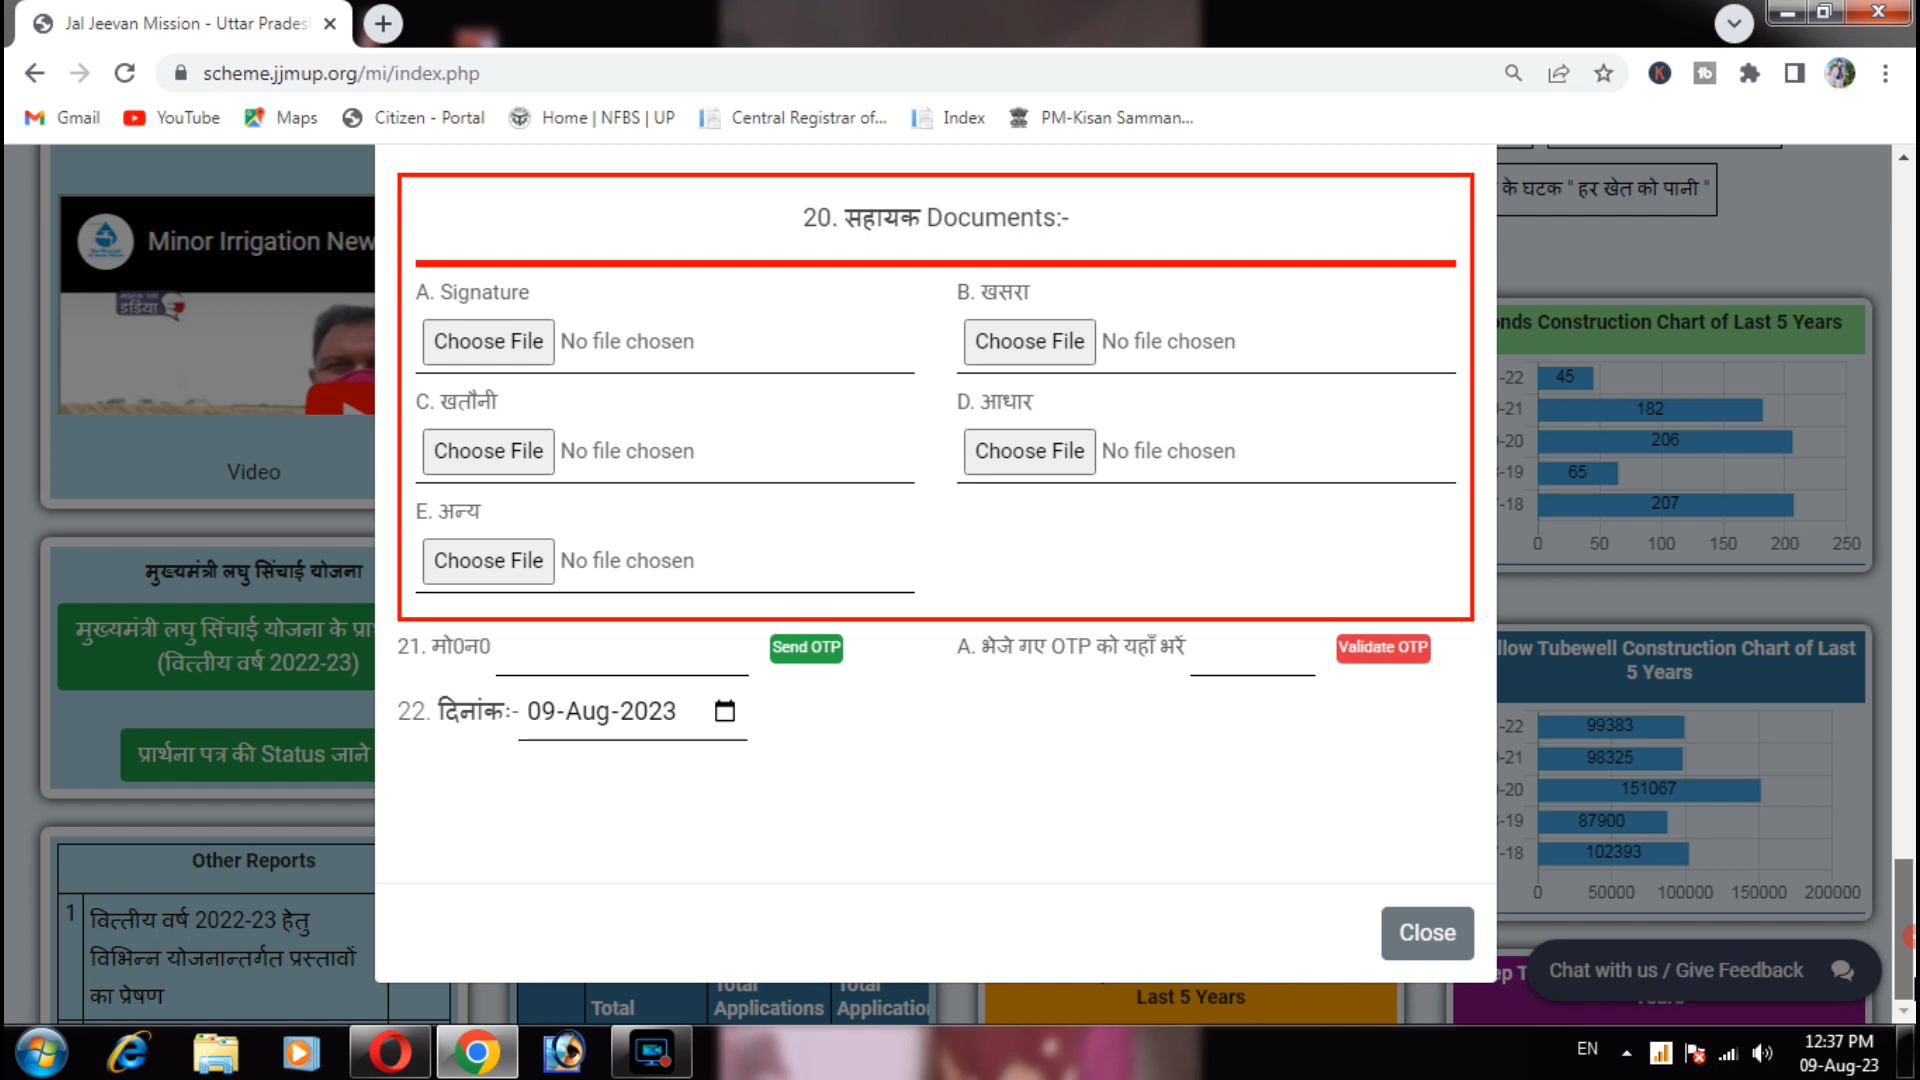 Jal Jeevan Mission - Uttar Prades
scheme.jjmup.org/mi/index.php
Gmail
YouTube
Maps
Citizen - Portal
Home | NFBS | UP
Central Registrar of...
Index
PM-Kisan Samman...
Minor Irrigation New
इंडिया
Video
मुख्यमंत्री लघु सिंचाई योजना
मुख्यमंत्री लघु सिंचाई योजना के प्रा
(वित्तीय वर्ष 2022-23)
प्रार्थना पत्र की Status जाने
Other Reports
1
वित्तीय वर्ष 2022-23 हेतु
विभिन्न योजनान्तर्गत प्रस्तावों
का प्रेषण
20. सहायक Documents:-
A. Signature
Choose File No file chosen
B. खसरा
Choose File No file chosen
C. खतौनी
Choose File No file chosen
D. आधार
Choose File No file chosen
E. अन्य
Choose File No file chosen
21. मो0न0
Send OTP
A. भेजे गए OTP को यहाँ भरें
Validate OTP
22. दिनांकः- 09-Aug-2023
Close
के घटक " हर खेत को पानी "
nds Construction Chart of Last 5 Years
-22 45
-21 182
-20 206
-19 65
-18 207
0 50 100 150 200 250
llow Tubewell Construction Chart of Last
5 Years
-22 99383
-21 98325
-20 151067
-19 87900
-18 102393
0 50000 100000 150000 200000
Chat with us / Give Feedback
Total
Total
Applications
Total
Applicatio
Last 5 Years
ep T
EN
12:37 PM
09-Aug-23